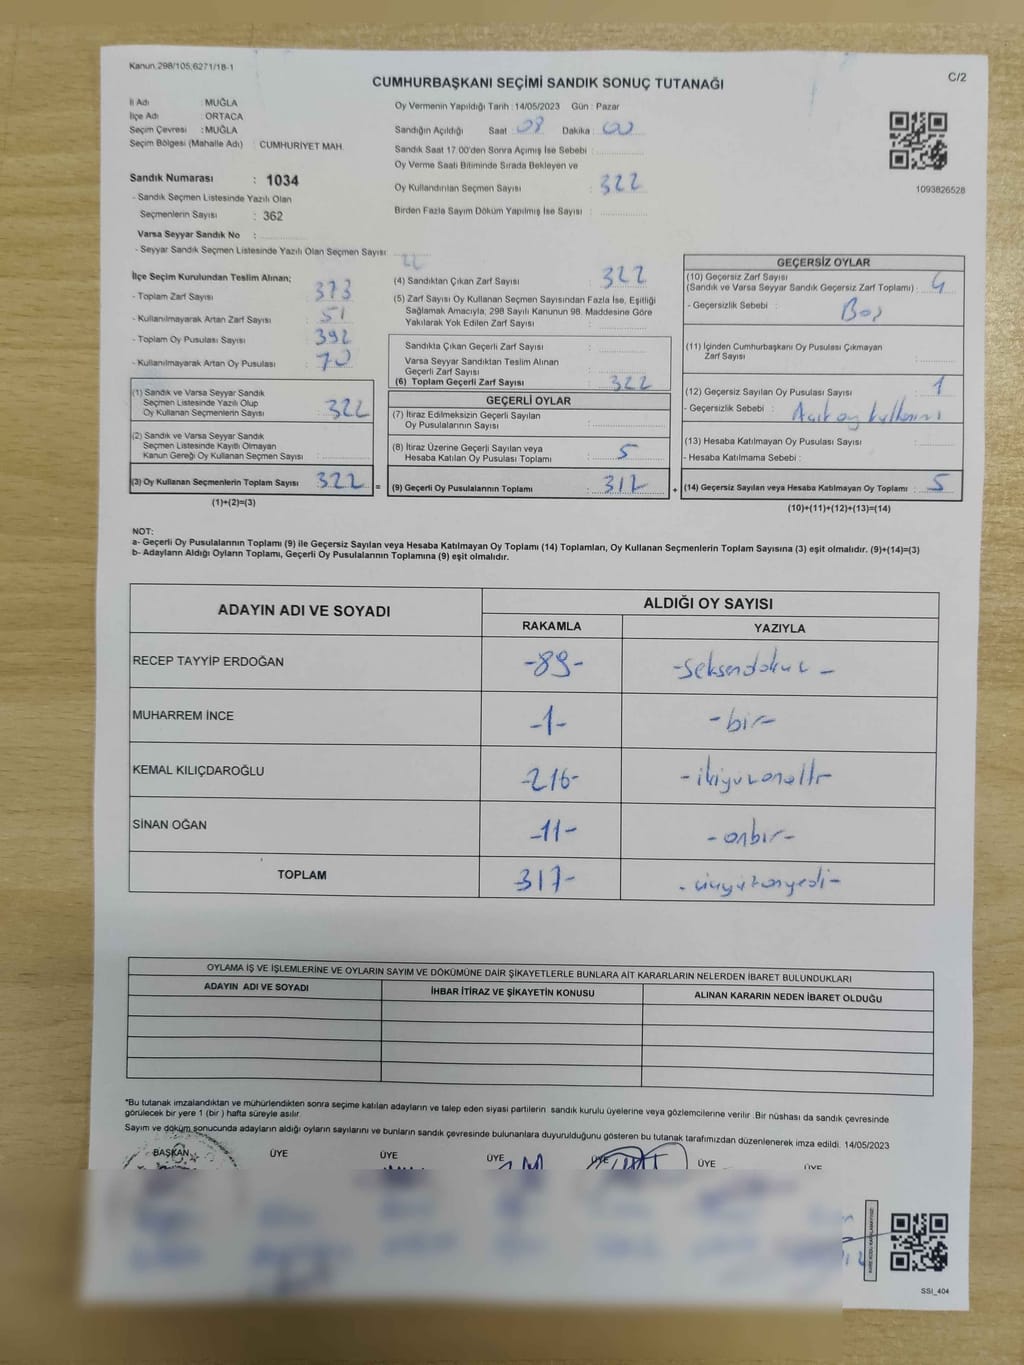 Kanun,298/105,6271/18-1
C/2
CUMHURBAŞKANI SEÇİMİ SANDIK SONUÇ TUTANAĞI
İl Adı : MUĞLA
İlçe Adı : ORTACA
Seçim Çevresi : MUĞLA
Seçim Bölgesi (Mahalle Adı) : CUMHURİYET MAH.
Sandık Numarası : 1034
- Sandık Seçmen Listesinde Yazılı Olan
Seçmenlerin Sayısı : 362
Varsa Seyyar Sandık No :
- Seyyar Sandık Seçmen Listesinde Yazılı Olan Seçmen Sayısı:
Oy Vermenin Yapıldığı Tarih :14/05/2023 Gün : Pazar
Sandığın Açıldığı Saat : 08 Dakika : 00
Sandık Saat 17.00'den Sonra Açımış İse Sebebi :
Oy Verme Saati Bitiminde Sırada Bekleyen ve
Oy Kullandırılan Seçmen Sayısı : 322
Birden Fazla Sayım Döküm Yapılmış İse Sayısı :
1093826528
İlçe Seçim Kurulundan Teslim Alınan;
- Toplam Zarf Sayısı : 373
- Kullanılmayarak Artan Zarf Sayısı : 51
- Toplam Oy Pusulası Sayısı : 392
- Kullanılmayarak Artan Oy Pusulası : 70
(1) Sandık ve Varsa Seyyar Sandık
Seçmen Listesinde Yazılı Olup
Oy Kullanan Seçmenlerin Sayısı : 322
(2) Sandık ve Varsa Seyyar Sandık
Seçmen Listesinde Kayıtlı Olmayan
Kanun Gereği Oy Kullanan Seçmen Sayısı :
(3) Oy Kullanan Seçmenlerin Toplam Sayısı : 322 =
(1)+(2)=(3)
(4) Sandıktan Çıkan Zarf Sayısı : 322
(5) Zarf Sayısı Oy Kullanan Seçmen Sayısından Fazla İse, Eşitliği
Sağlamak Amacıyla; 298 Sayılı Kanunun 98. Maddesine Göre
Yakılarak Yok Edilen Zarf Sayısı :
Sandıkta Çıkan Geçerli Zarf Sayısı :
Varsa Seyyar Sandıktan Teslim Alınan
Geçerli Zarf Sayısı :
(6) Toplam Geçerli Zarf Sayısı : 322
GEÇERLİ OYLAR
(7) İtiraz Edilmeksizin Geçerli Sayılan
Oy Pusulalarının Sayısı :
(8) İtiraz Üzerine Geçerli Sayılan veya
Hesaba Katılan Oy Pusulası Toplamı : 5
(9) Geçerli Oy Pusulalarının Toplamı : 317 +
GEÇERSİZ OYLAR
(10) Geçersiz Zarf Sayısı
(Sandık ve Varsa Seyyar Sandık Geçersiz Zarf Toplamı) : 4
- Geçersizlik Sebebi : Boş
(11) İçinden Cumhurbaşkanı Oy Pusulası Çıkmayan
Zarf Sayısı :
(12) Geçersiz Sayılan Oy Pusulası Sayısı : 1
- Geçersizlik Sebebi : Açık oy kullanımı
(13) Hesaba Katılmayan Oy Pusulası Sayısı :
- Hesaba Katılmama Sebebi :
(14) Geçersiz Sayılan veya Hesaba Katılmayan Oy Toplamı : 5
(10)+(11)+(12)+(13)=(14)
NOT:
a- Geçerli Oy Pusulalarının Toplamı (9) ile Geçersiz Sayılan veya Hesaba Katılmayan Oy Toplamı (14) Toplamları, Oy Kullanan Seçmenlerin Toplam Sayısına (3) eşit olmalıdır. (9)+(14)=(3)
b- Adayların Aldığı Oyların Toplamı, Geçerli Oy Pusulalarının Toplamına (9) eşit olmalıdır.
ADAYIN ADI VE SOYADI
ALDIĞI OY SAYISI
RAKAMLA YAZIYLA
RECEP TAYYİP ERDOĞAN -89- -seksendokuz-
MUHARREM İNCE -1- -bir-
KEMAL KILIÇDAROĞLU -216- -ikiyüzonaltı-
SİNAN OĞAN -11- -onbir-
TOPLAM 317- -üçyüzonyedi-
OYLAMA İŞ VE İŞLEMLERİNE VE OYLARIN SAYIM VE DÖKÜMÜNE DAİR ŞİKAYETLERLE BUNLARA AİT KARARLARIN NELERDEN İBARET BULUNDUKLARI
ADAYIN ADI VE SOYADI İHBAR İTİRAZ VE ŞİKAYETİN KONUSU ALINAN KARARIN NEDEN İBARET OLDUĞU
*Bu tutanak imzalandıktan ve mühürlendikten sonra seçime katılan adayların ve talep eden siyasi partilerin sandık kurulu üyelerine veya gözlemcilerine verilir .Bir nüshası da sandık çevresinde
görülecek bir yere 1 (bir ) hafta süreyle asılır.
Sayım ve döküm sonucunda adayların aldığı oyların sayılarını ve bunların sandık çevresinde bulunanlara duyurulduğunu gösteren bu tutanak tarafımızdan düzenlenerek imza edildi. 14/05/2023
BAŞKAN ÜYE ÜYE ÜYE ÜYE ÜYE ÜYE
SSI_404